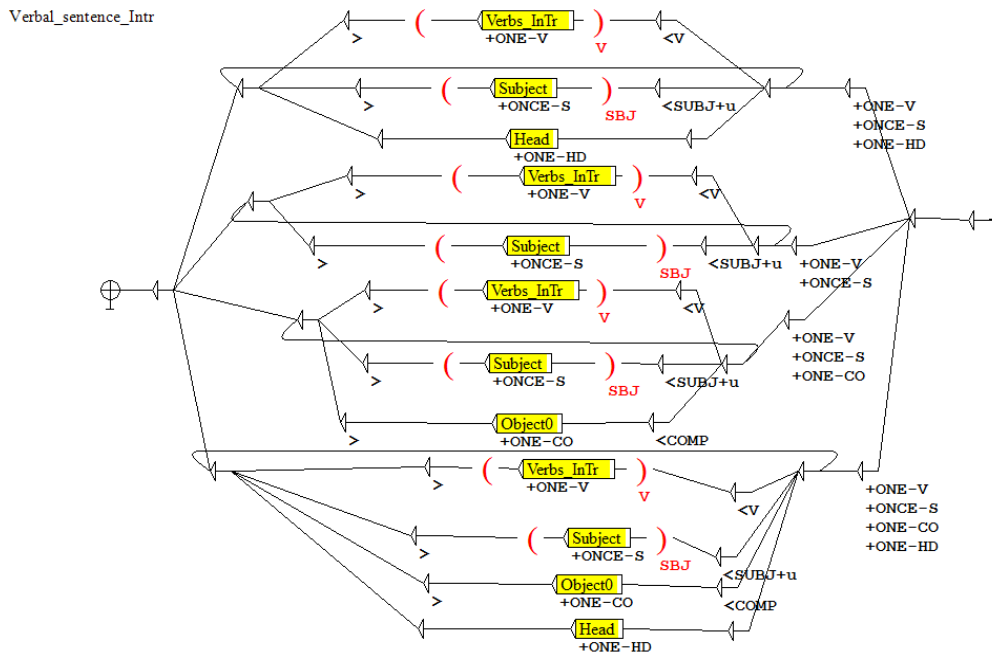 Verbal_sentence_Intr
> ( Verbs_InTr ) <V
+ONE-V V
> ( Subject ) <SUBJ+u
+ONCE-S SBJ
+ONE-V
+ONCE-S
+ONE-HD
Head
+ONE-HD
> ( Verbs_InTr ) <V
+ONE-V V
> ( Subject ) <SUBJ+u
+ONCE-S SBJ
+ONE-V
+ONCE-S
> ( Verbs_InTr ) <V
+ONE-V V
> ( Subject ) <SUBJ+u
+ONCE-S SBJ
+ONE-V
+ONCE-S
+ONE-CO
> Object0 <COMP
+ONE-CO
> ( Verbs_InTr ) <V
+ONE-V V
+ONE-V
+ONCE-S
+ONE-CO
+ONE-HD
> ( Subject ) <SUBJ+u
+ONCE-S SBJ
> Object0 <COMP
+ONE-CO
Head
+ONE-HD